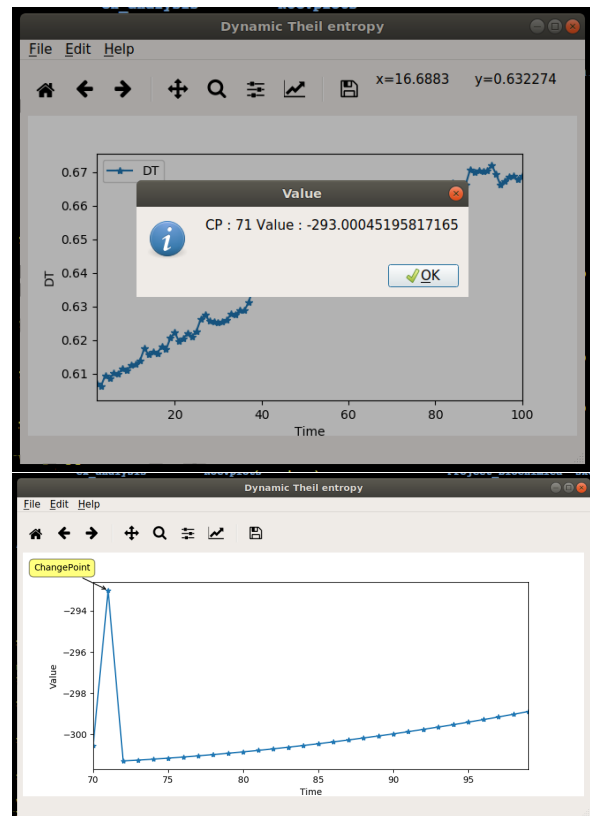 Dynamic Theil entropy
File Edit Help
x=16.6883 y=0.632274
DT
Value
CP : 71 Value : -293.00045195817165
OK
0.67
0.66
0.65
0.64
0.63
0.62
0.61
DT
20 40 60 80 100
Time
Dynamic Theil entropy
File Edit Help
ChangePoint
−294
−296
−298
−300
Value
70 75 80 85 90 95
Time